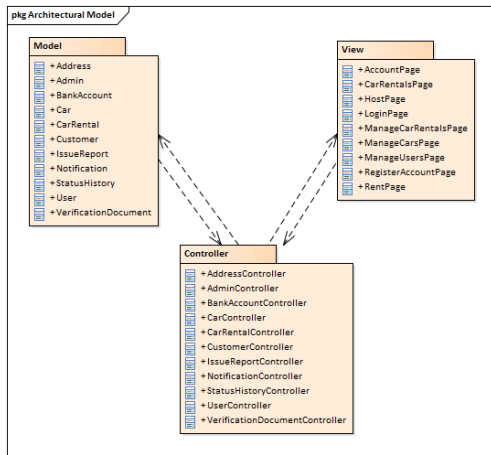 pkg Architectural Model
Model
+Address
+Admin
+BankAccount
+Car
+CarRental
+Customer
+IssueReport
+Notification
+StatusHistory
+User
+VerificationDocument
View
+AccountPage
+CarRentalsPage
+HostPage
+LoginPage
+ManageCarRentalsPage
+ManageCarsPage
+ManageUsersPage
+RegisterAccountPage
+RentPage
Controller
+AddressController
+AdminController
+BankAccountController
+CarController
+CarRentalController
+CustomerController
+IssueReportController
+NotificationController
+StatusHistoryController
+UserController
+VerificationDocumentController